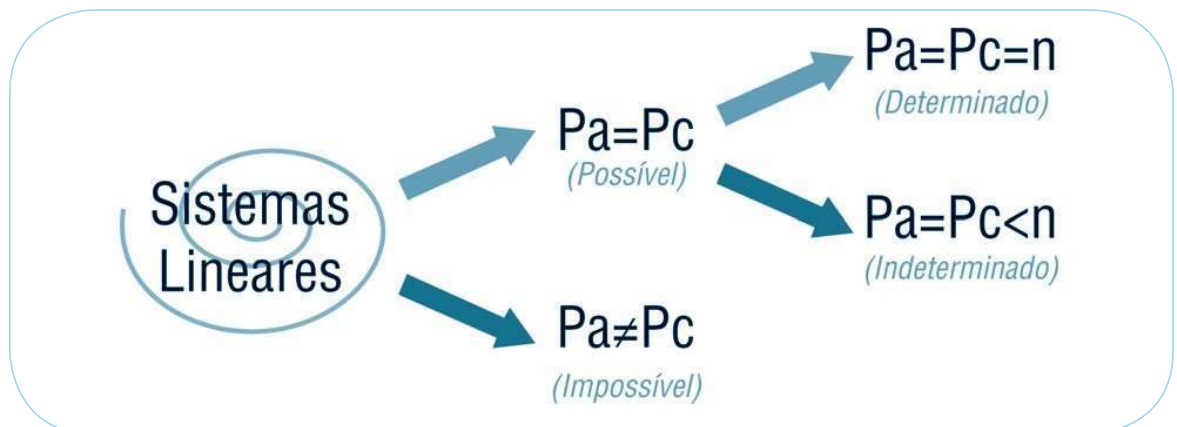 Sistemas
Lineares
Pa=Pc
(Possível)
Pa=Pc=n
(Determinado)
Pa=Pc<n
(Indeterminado)
Pa≠Pc
(Impossível)